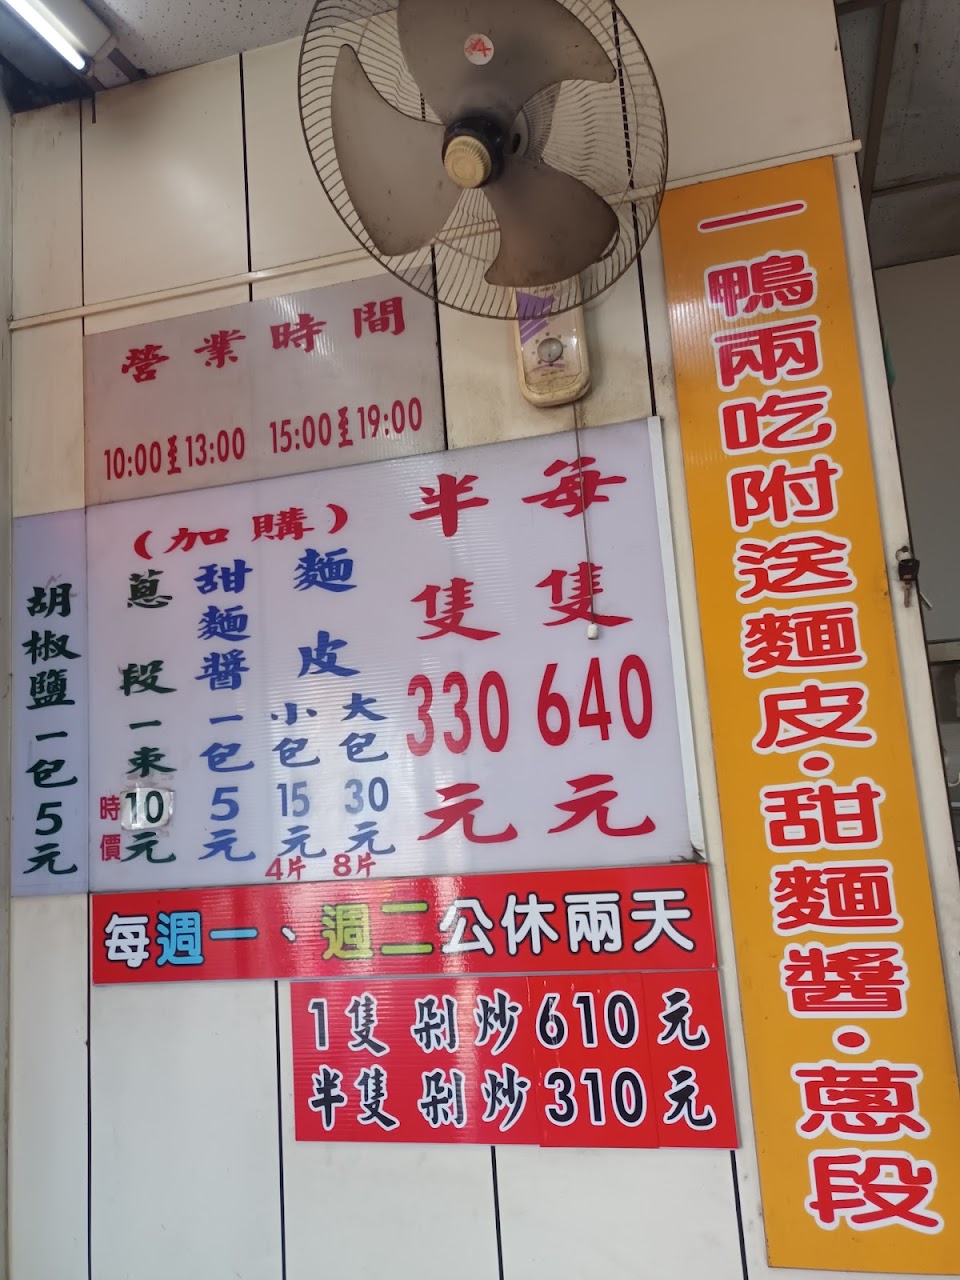 營業時間
10:00至13:00 15:00至19:00
每隻640元
半隻330元
(加購)
麵皮
大包30元
8片
小包15元
4片
甜麵醬一包5元
蔥段一束10元
時價
胡椒鹽一包5元
每週一、週二公休兩天
1隻剁炒610元
半隻剁炒310元
一鴨兩吃附送麵皮·甜麵醬·蔥段